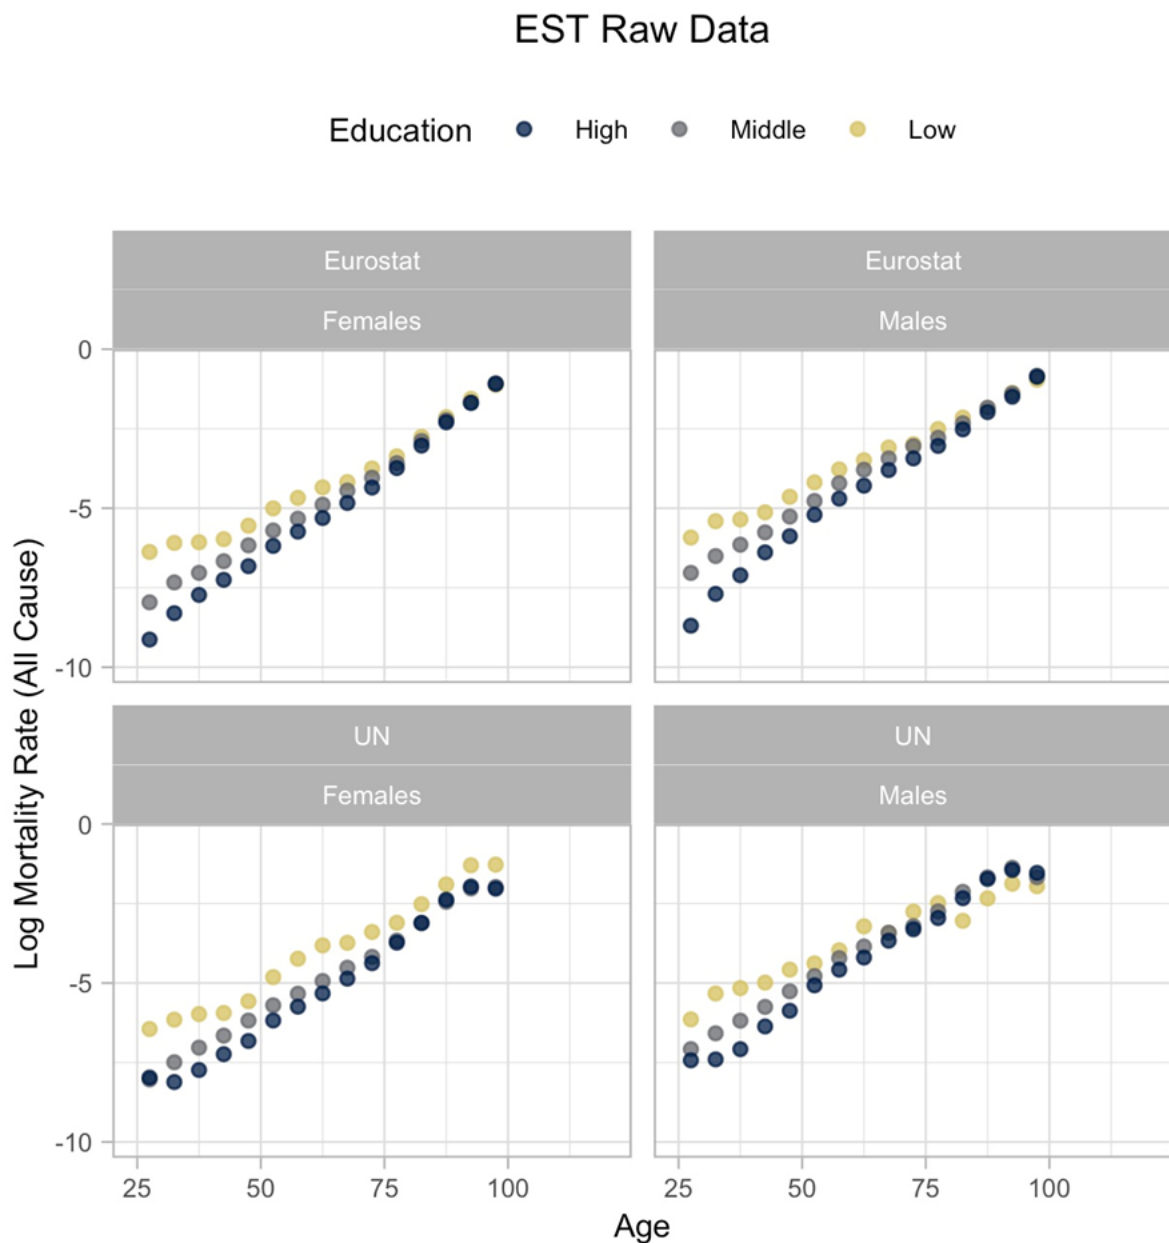 EST Raw Data
Education High Middle Low
Eurostat Eurostat
Females Males
0
-5
-10
UN UN
Females Males
0
-5
-10
25 50 75 100 25 50 75 100
Age
Log Mortality Rate (All Cause)